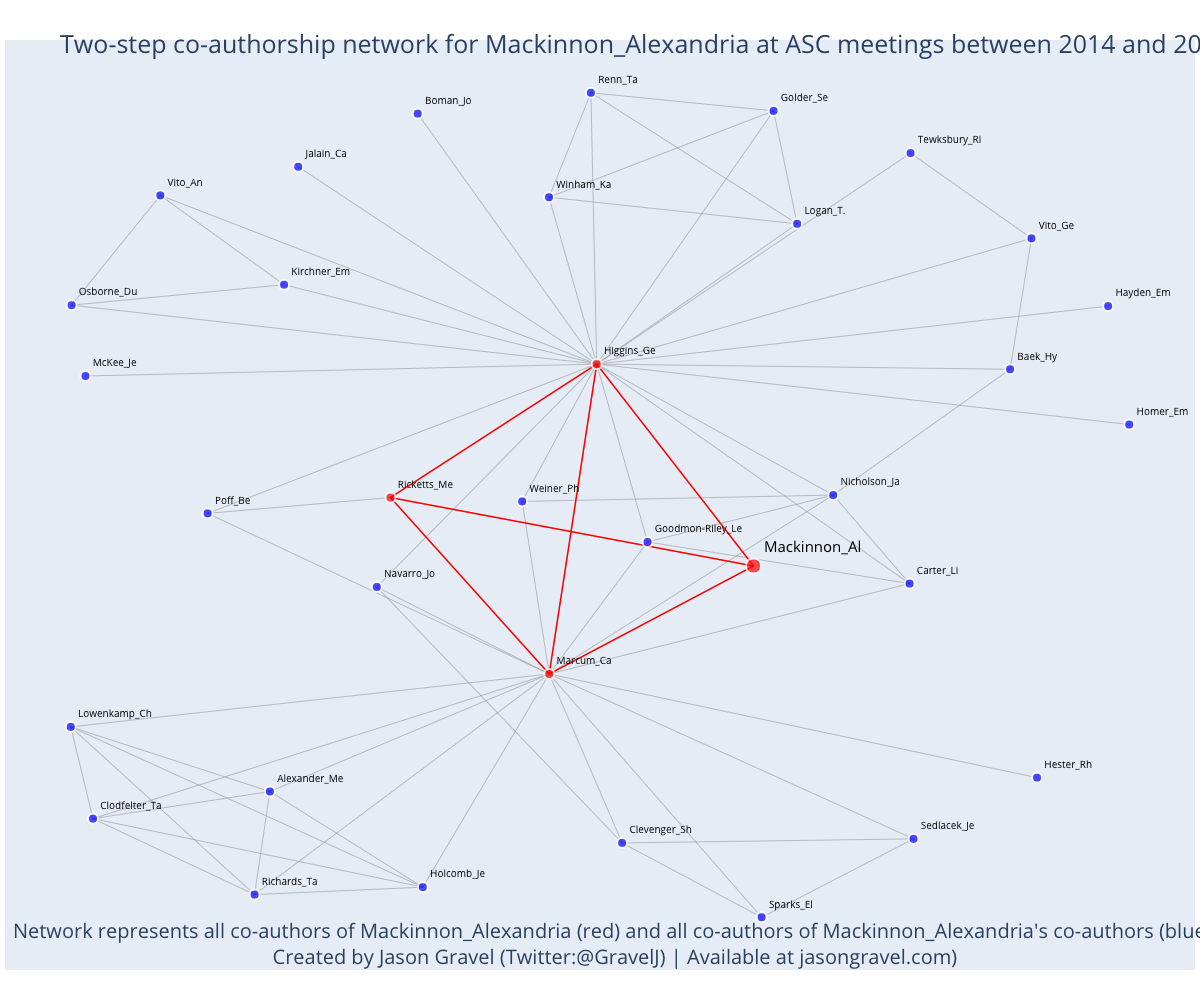 Two-step co-authorship network for Mackinnon_Alexandria at ASC meetings between 2014 and 20
Renn_Ta
Boman_Jo
Golder_Se
Tewksbury_Ri
Jalain_Ca
Vito_An
Winham_Ka
Logan_T.
Vito_Ge
Kirchner_Em
Osborne_Du
Hayden_Em
Higgins_Ge
Baek_Hy
McKee_Je
Homer_Em
Ricketts_Me
Weiner_Ph
Nicholson_Ja
Poff_Be
Goodmon-Riley_Le
Mackinnon_Al
Navarro_Jo
Carter_Li
Marcum_Ca
Lowenkamp_Ch
Hester_Rh
Alexander_Me
Clodfelter_Ta
Clevenger_Sh
Sedlacek_Je
Holcomb_Je
Richards_Ta
Sparks_El
Network represents all co-authors of Mackinnon_Alexandria (red) and all co-authors of Mackinnon_Alexandria's co-authors (blue
Created by Jason Gravel (Twitter:@GravelJ) | Available at jasongravel.com)